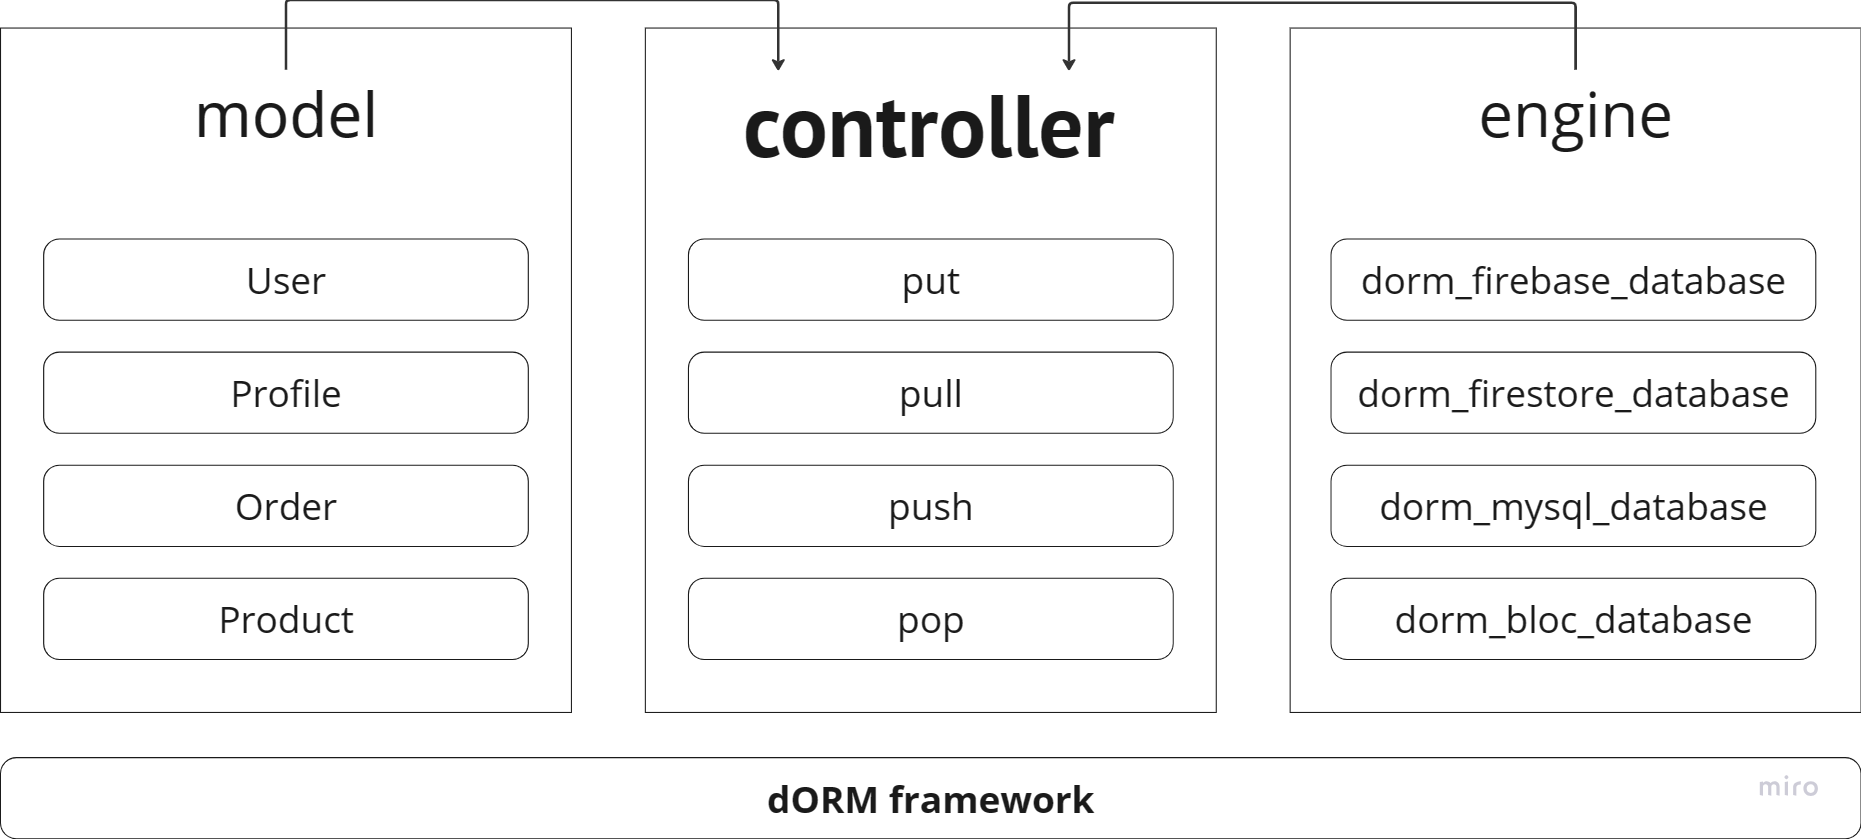 model
User
Profile
Order
Product
controller
put
pull
push
pop
engine
dorm_firebase_database
dorm_firestore_database
dorm_mysql_database
dorm_bloc_database
dORM framework
miro